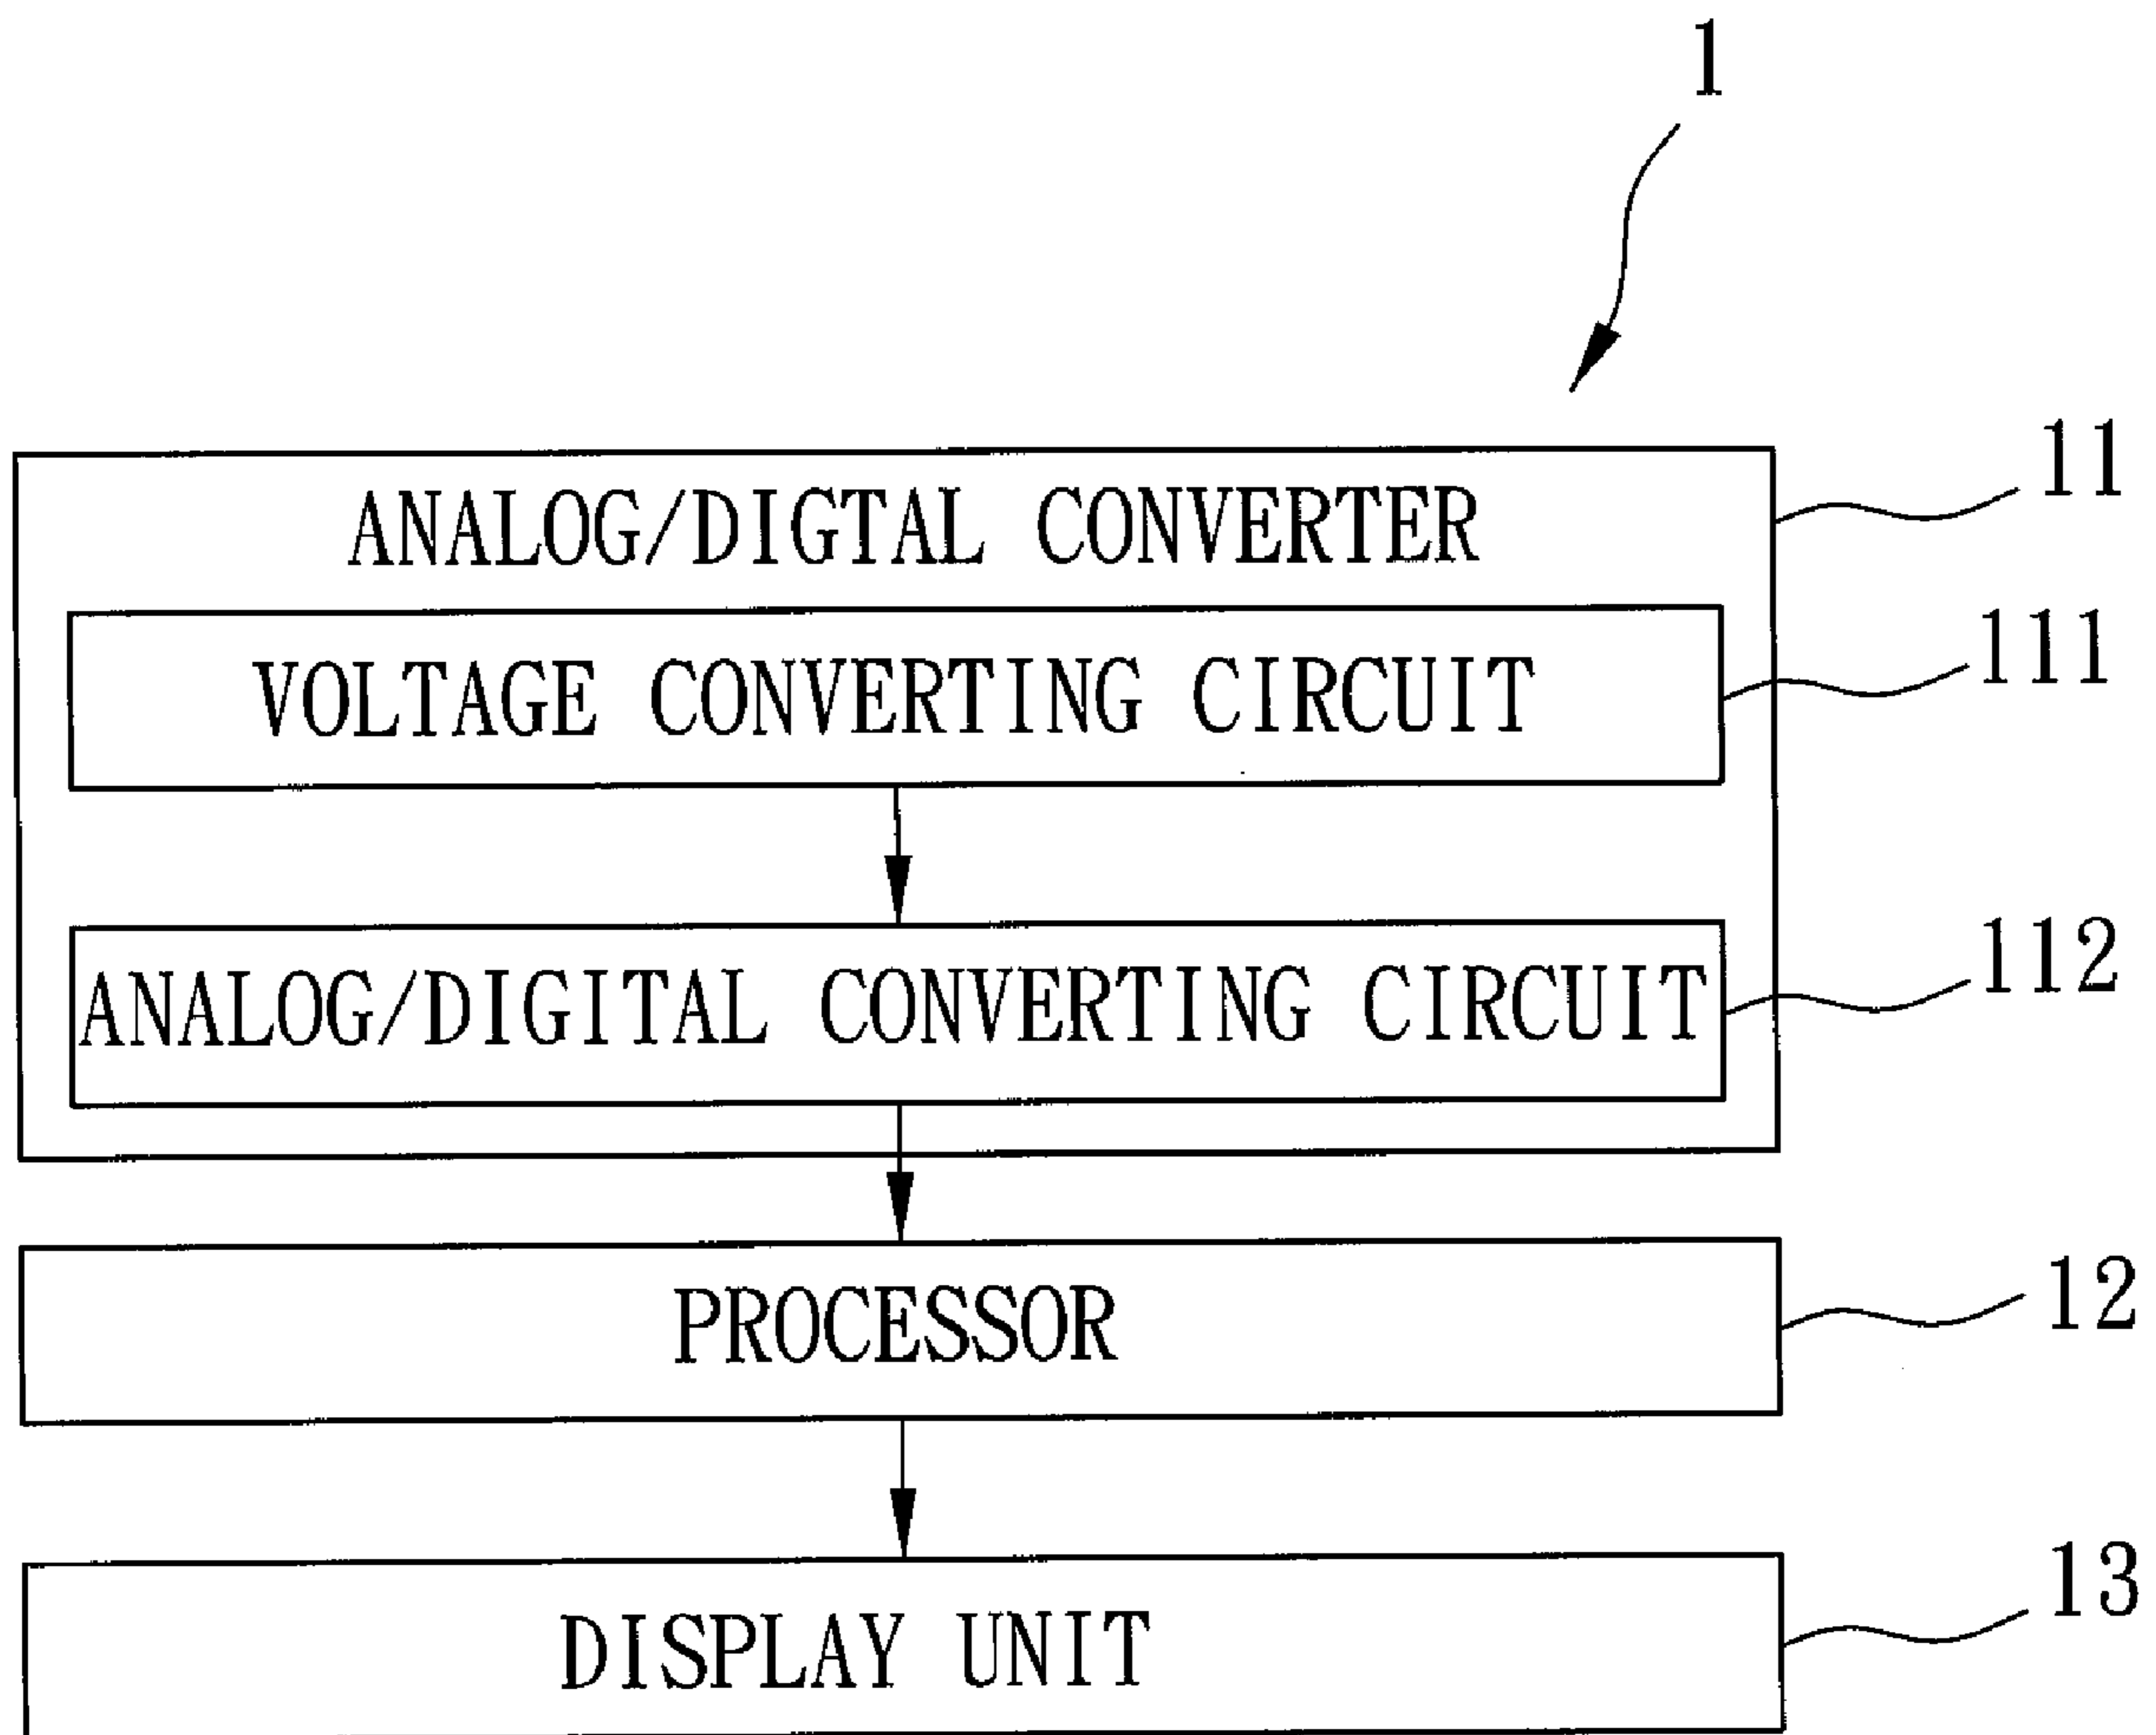 1
ANALOG/DIGTAL CONVERTER 11
VOLTAGE CONVERTING CIRCUIT 111
ANALOG/DIGITAL CONVERTING CIRCUIT 112
PROCESSOR 12
DISPLAY UNIT 13